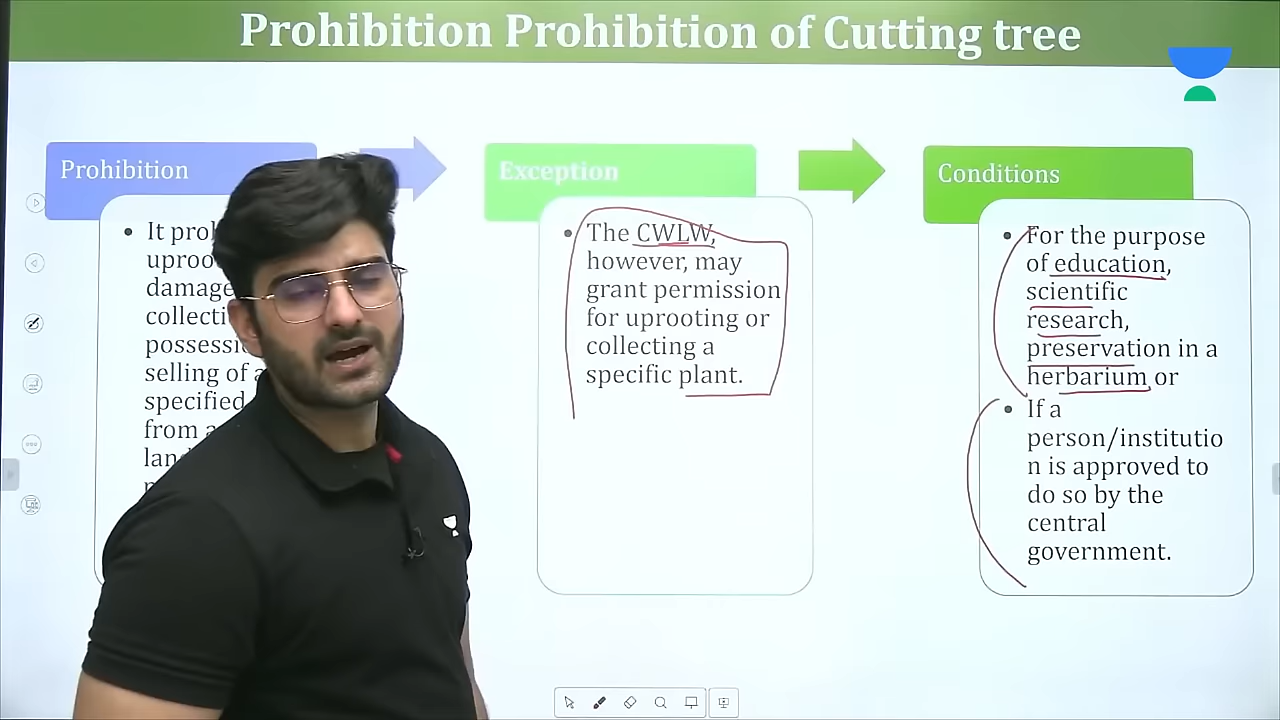 Prohibition Prohibition of Cutting tree
Prohibition
• It
uproo
damage
collecti
possessi
selling of
specified
from
lan
Exception
• The CWLW,
however, may
grant permission
for uprooting or
collecting a
specific plant.
Conditions
• For the purpose
of education,
scientific
research,
preservation in a
herbarium or
• If a
person/institutio
n is approved to
do so by the
central
government.